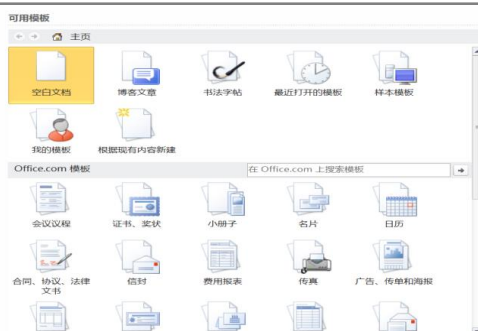 可用模板
主页
空白文档
博客文章
书法字帖
最近打开的模板
样本模板
我的模板
根据现有内容新建
Office.com 模板
在 Office.com 上搜索模板
会议议程
证书、奖状
小册子
名片
日历
合同、协议、法律
文书
信封
费用报表
传真
广告、传单和海报